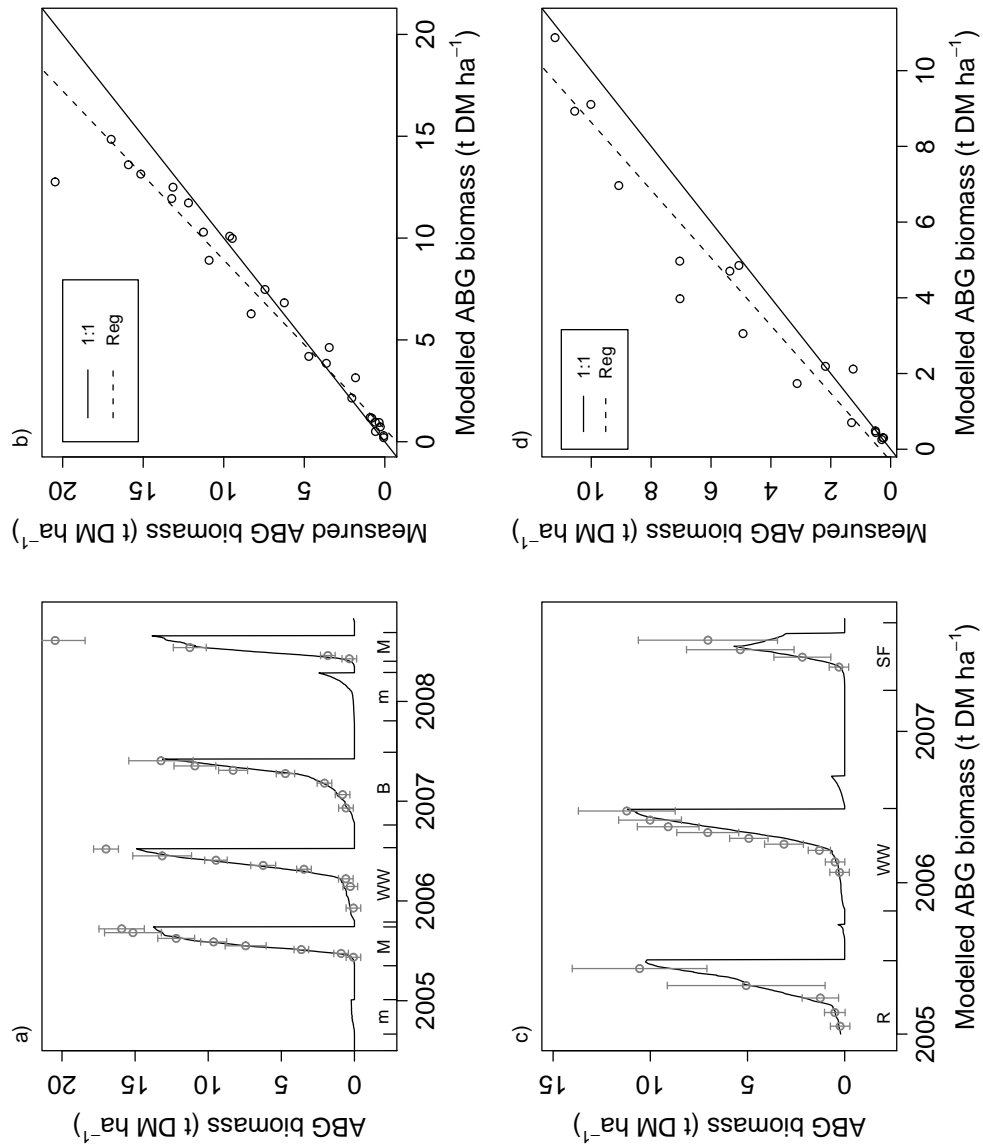 a)
ABG biomass (t DM ha⁻¹)
20
15
10
5
0
m M WW B m M
2005 2006 2007 2008
b)
Measured ABG biomass (t DM ha⁻¹)
20
15
10
5
0
1:1
Reg
0 5 10 15 20
Modelled ABG biomass (t DM ha⁻¹)
c)
ABG biomass (t DM ha⁻¹)
15
10
5
0
R WW SF
2005 2006 2007
Modelled ABG biomass (t DM ha⁻¹)
d)
Measured ABG biomass (t DM ha⁻¹)
10
8
6
4
2
0
1:1
Reg
0 2 4 6 8 10
Modelled ABG biomass (t DM ha⁻¹)